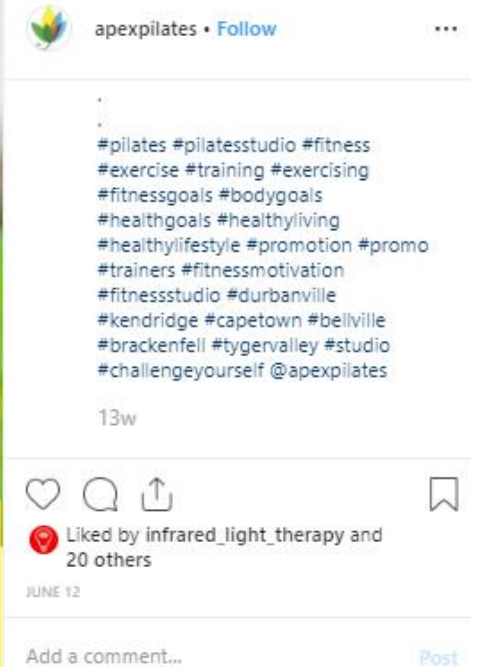 apexpilates • Follow
.
.
#pilates #pilatesstudio #fitness
#exercise #training #exercising
#fitnessgoals #bodygoals
#healthgoals #healthyliving
#healthylifestyle #promotion #promo
#trainers #fitnessmotivation
#fitnessstudio #durbanville
#kendridge #capetown #bellville
#brackenfell #tygervalley #studio
#challengeyourself @apexpilates
13w
Liked by infrared_light_therapy and
20 others
JUNE 12
Add a comment... Post